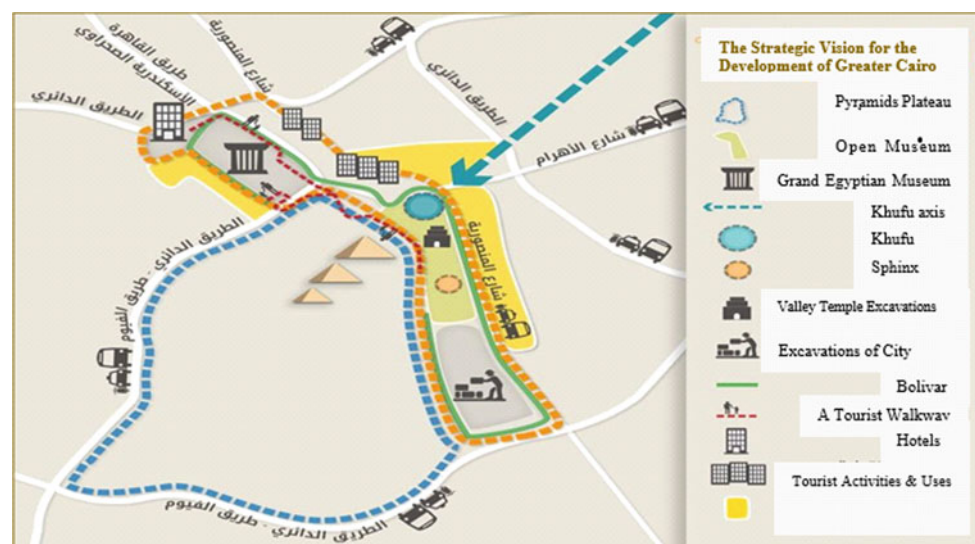 طريق القاهرة
الأسكندرية الصحراوي
شارع المنصورية
الطريق الدائري
الطريق الدائري
شارع الأهرام
شارع المنصورية
الطريق الدائري - طريق الفيوم
الطريق الدائري - طريق الفيوم
The Strategic Vision for the
Development of Greater Cairo
Pyramids Plateau
Open Museum
Grand Egyptian Museum
Khufu axis
Khufu
Sphinx
Valley Temple Excavations
Excavations of City
Bolivar
A Tourist Walkway
Hotels
Tourist Activities & Uses